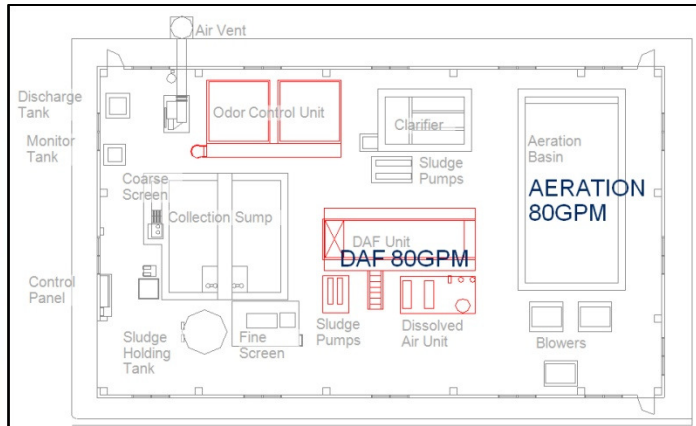 Air Vent
Discharge
Tank
Odor Control Unit
Clarifier
Monitor
Tank
Aeration
Basin
Sludge
Pumps
Coarse
Screen
AERATION
80GPM
Collection Sump
DAF Unit
DAF 80GPM
Control
Panel
Sludge
Holding
Tank
Fine
Screen
Sludge
Pumps
Dissolved
Air Unit
Blowers